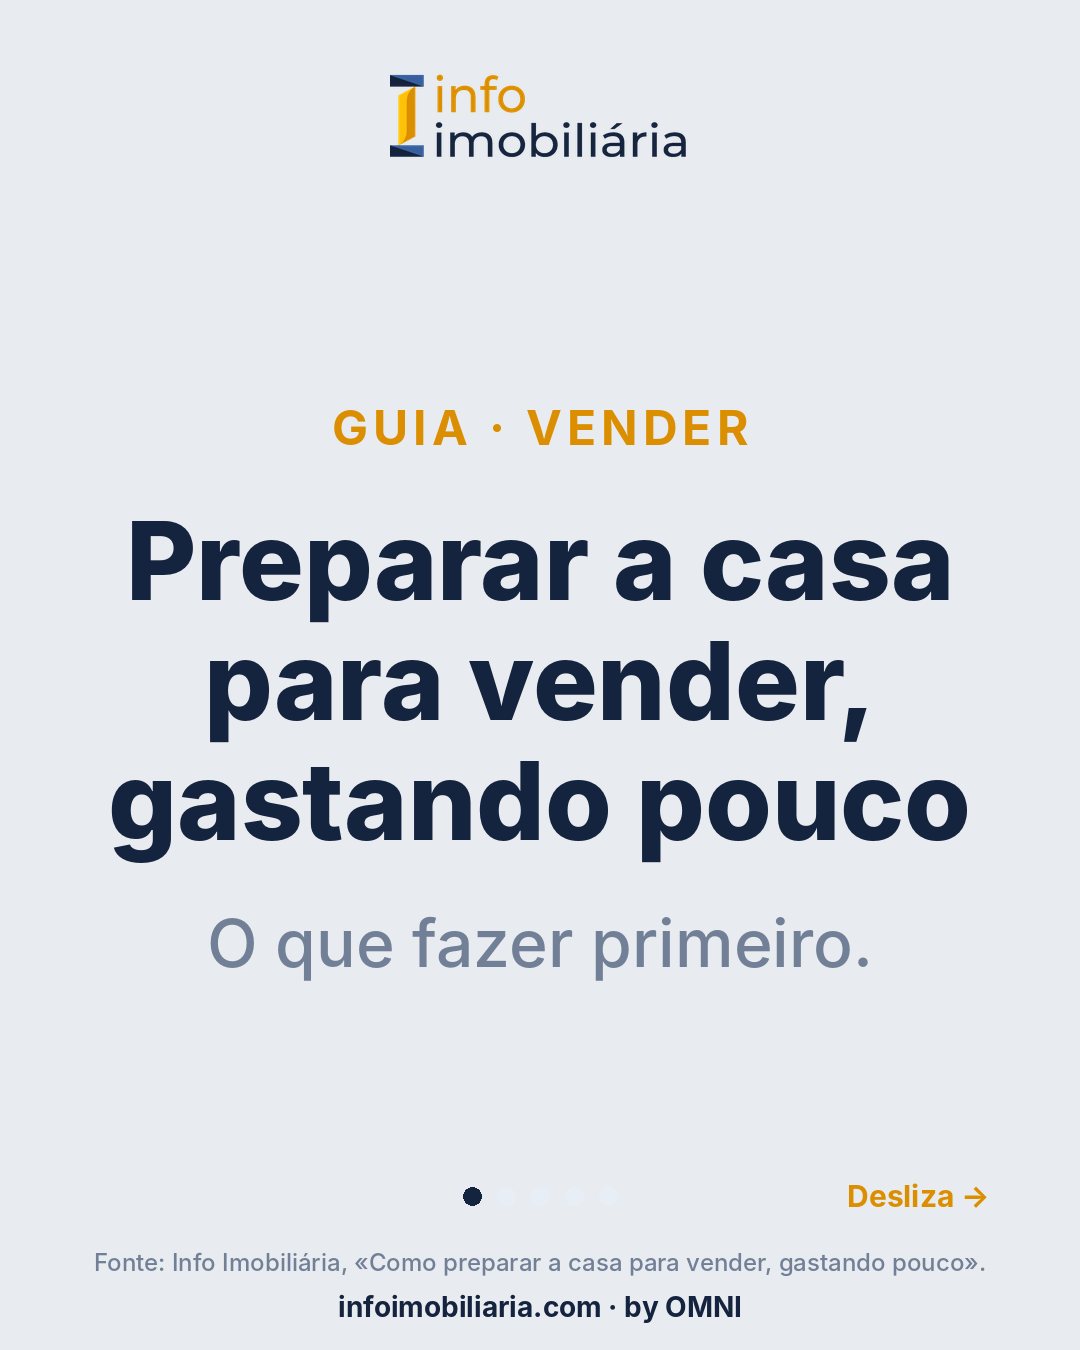 info
imobiliária
GUIA · VENDER
Preparar a casa
para vender,
gastando pouco
O que fazer primeiro.
Desliza →
Fonte: Info Imobiliária, «Como preparar a casa para vender, gastando pouco».
infoimobiliaria.com · by OMNI